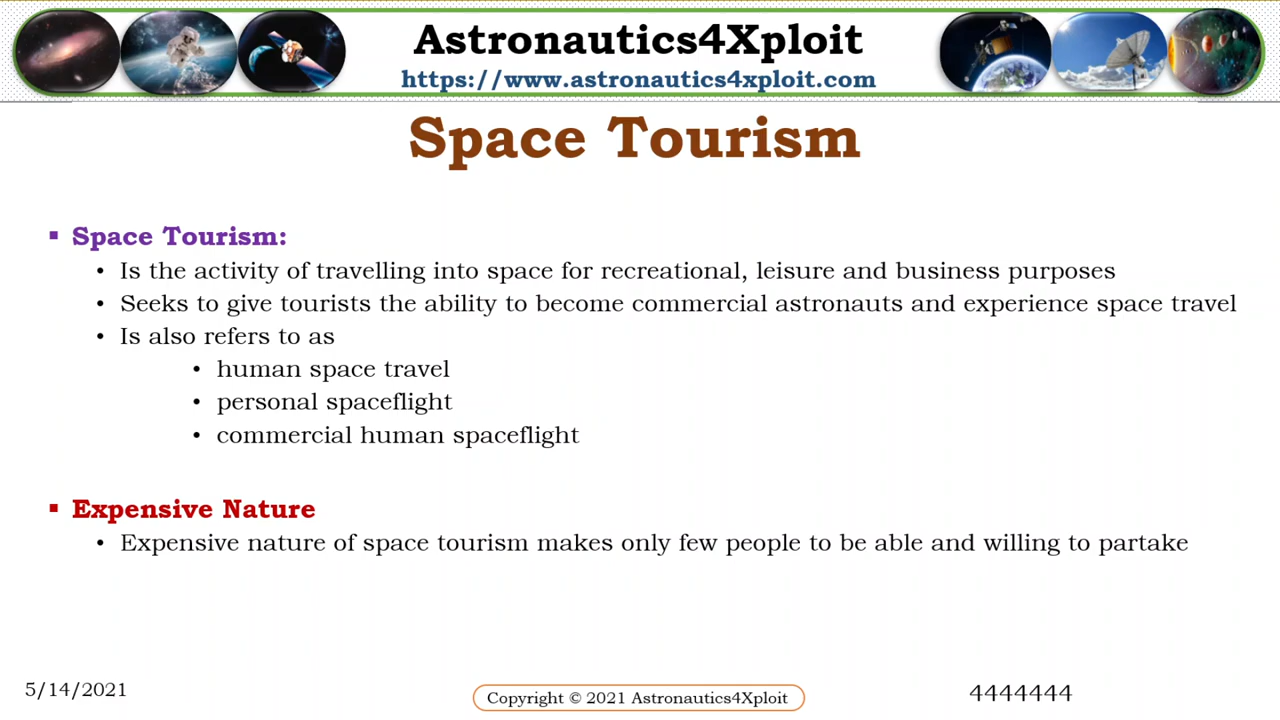 Astronautics4Xploit
https://www.astronautics4xploit.com
Space Tourism
▪ Space Tourism:
• Is the activity of travelling into space for recreational, leisure and business purposes
• Seeks to give tourists the ability to become commercial astronauts and experience space travel
• Is also refers to as
• human space travel
• personal spaceflight
• commercial human spaceflight
▪ Expensive Nature
• Expensive nature of space tourism makes only few people to be able and willing to partake
5/14/2021
Copyright © 2021 Astronautics4Xploit
4444444